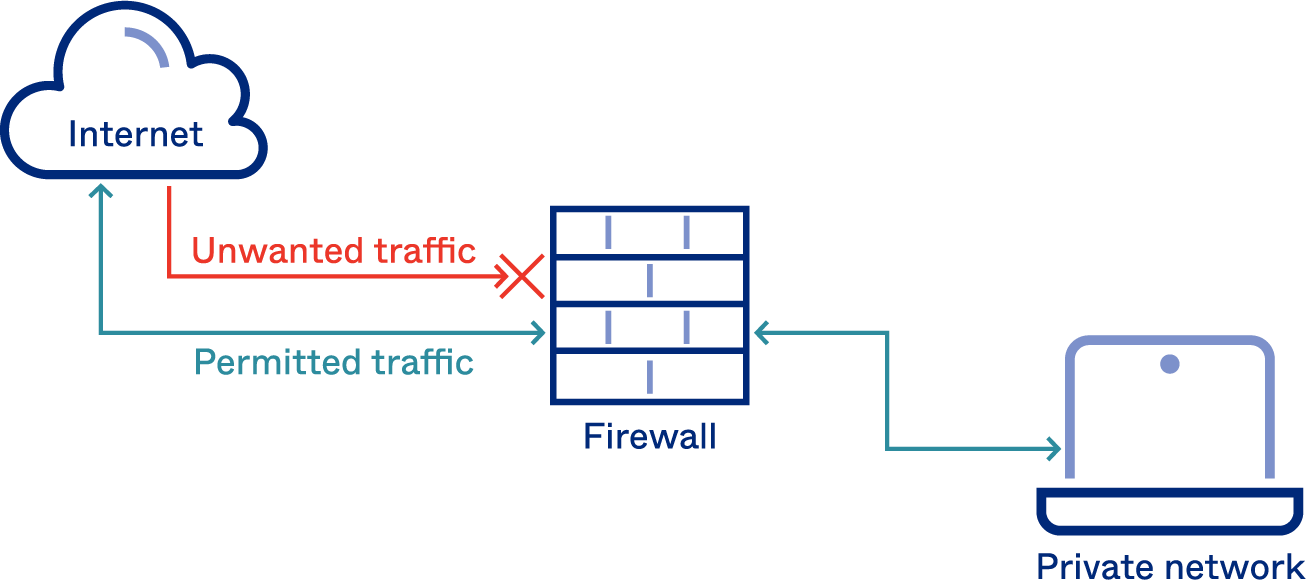 Internet
Unwanted traffic
Permitted traffic
Firewall
Private network